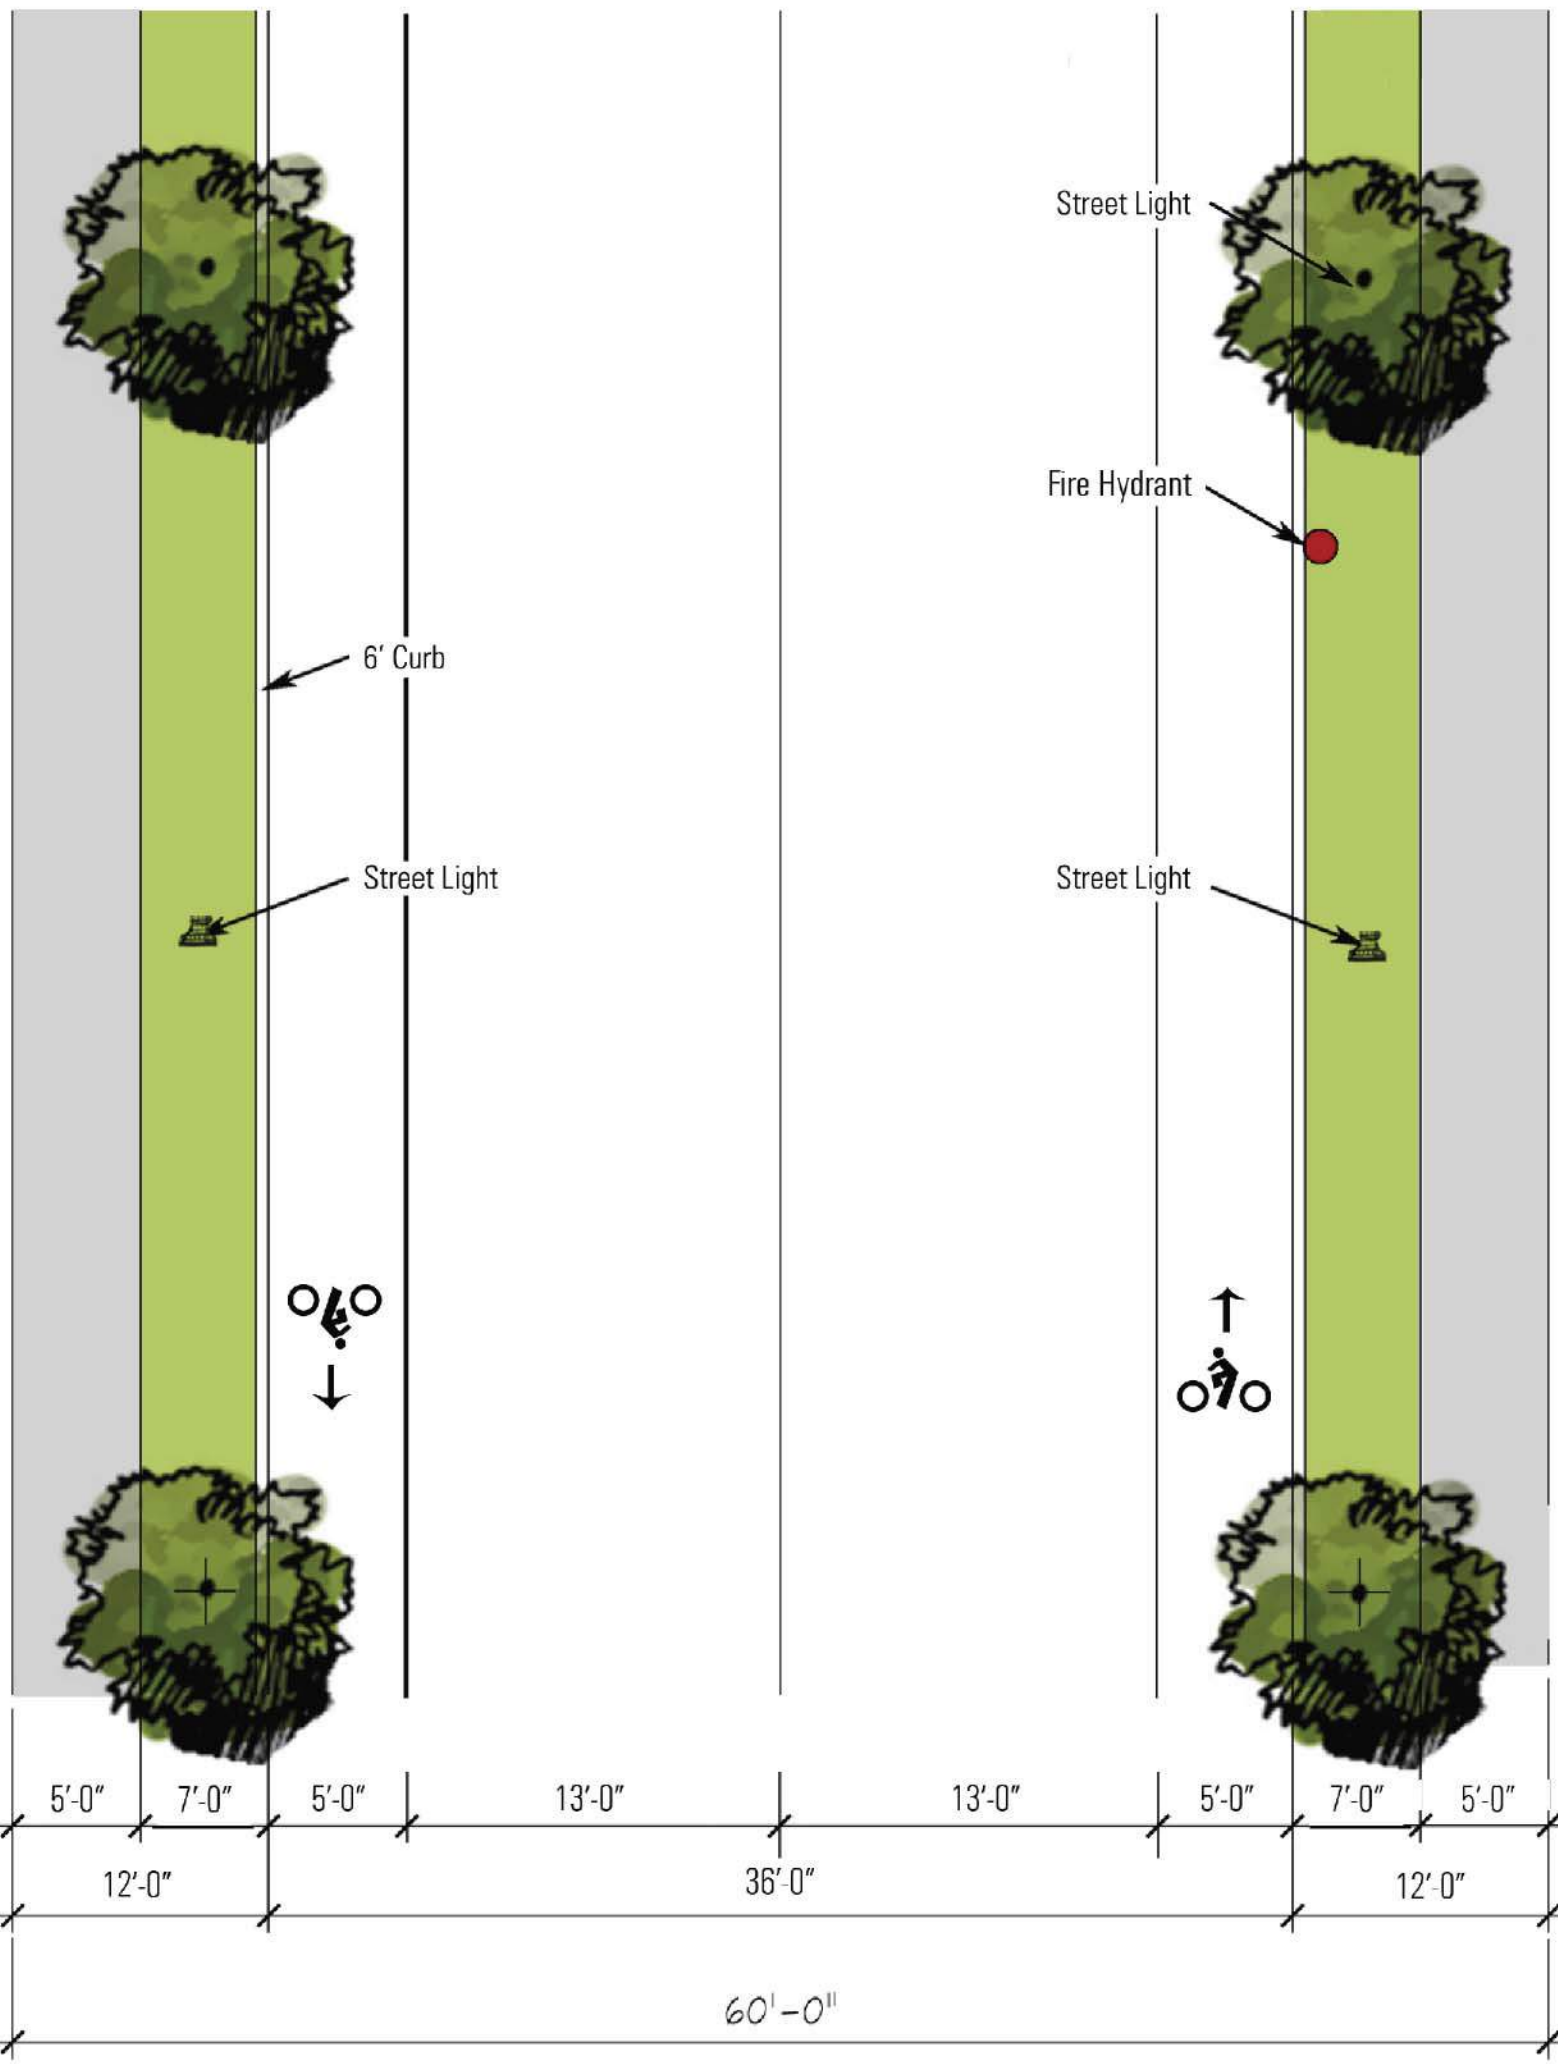 Street Light
Fire Hydrant
6' Curb
Street Light
Street Light
5'-0" 7'-0" 5'-0" 13'-0" 13'-0" 5'-0" 7'-0" 5'-0"
12'-0" 36'-0" 12'-0"
60'-0"